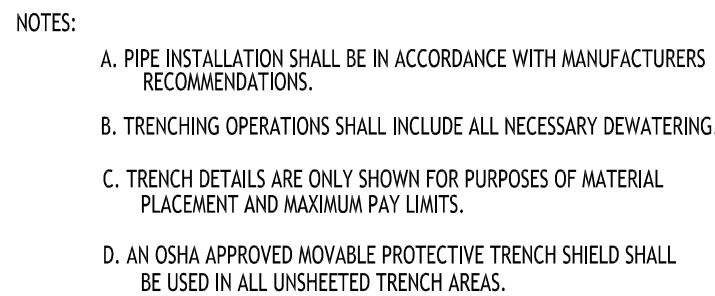 NOTES:
A. PIPE INSTALLATION SHALL BE IN ACCORDANCE WITH MANUFACTURERS
RECOMMENDATIONS.
B. TRENCHING OPERATIONS SHALL INCLUDE ALL NECESSARY DEWATERING.
C. TRENCH DETAILS ARE ONLY SHOWN FOR PURPOSES OF MATERIAL
PLACEMENT AND MAXIMUM PAY LIMITS.
D. AN OSHA APPROVED MOVABLE PROTECTIVE TRENCH SHIELD SHALL
BE USED IN ALL UNSHEETED TRENCH AREAS.